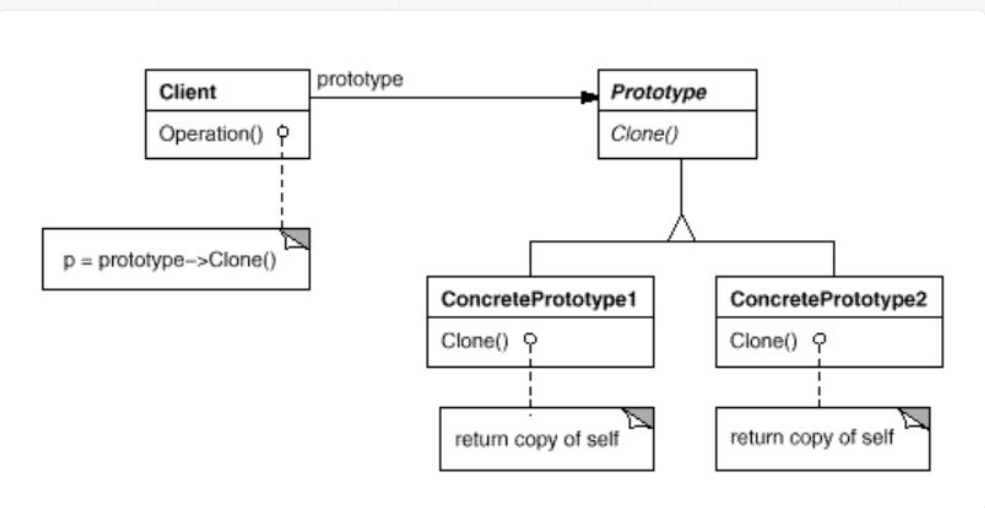 Client
Operation()
prototype
Prototype
Clone()
p = prototype->Clone()
ConcretePrototype1
Clone()
return copy of self
ConcretePrototype2
Clone()
return copy of self